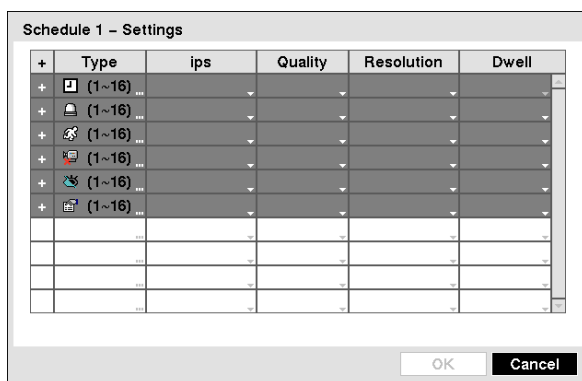 Schedule 1 – Settings
+ Type ips Quality Resolution Dwell
+ (1~16) ...
+ (1~16) ...
+ (1~16) ...
+ (1~16) ...
+ (1~16) ...
+ (1~16) ...
...
...
...
...
OK Cancel